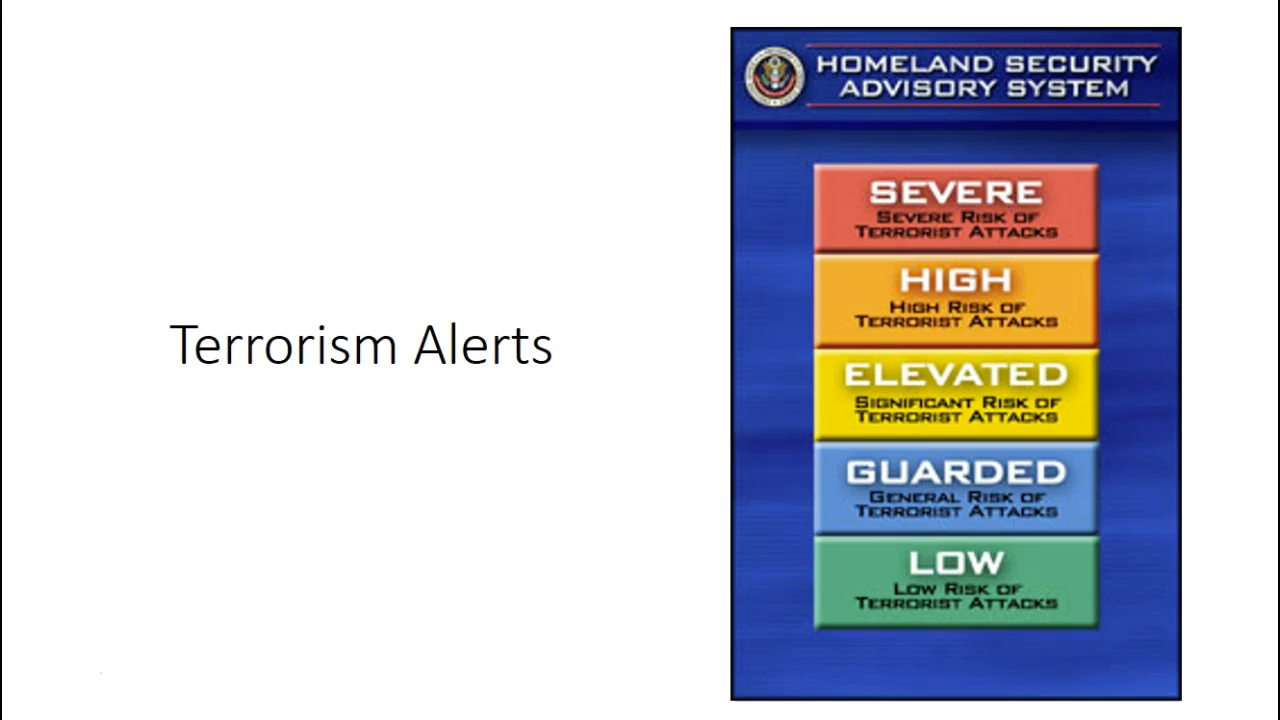 Terrorism Alerts
HOMELAND SECURITY
ADVISORY SYSTEM
SEVERE
SEVERE RISK OF
TERRORIST ATTACKS
HIGH
HIGH RISK OF
TERRORIST ATTACKS
ELEVATED
SIGNIFICANT RISK OF
TERRORIST ATTACKS
GUARDED
GENERAL RISK OF
TERRORIST ATTACKS
LOW
LOW RISK OF
TERRORIST ATTACKS